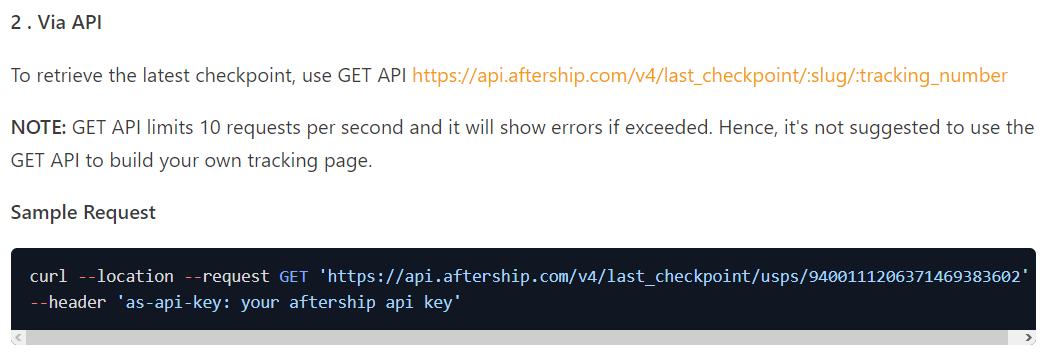 2 . Via API
To retrieve the latest checkpoint, use GET API https://api.aftership.com/v4/last_checkpoint/:slug/:tracking_number
NOTE: GET API limits 10 requests per second and it will show errors if exceeded. Hence, it's not suggested to use the
GET API to build your own tracking page.
Sample Request
curl --location --request GET 'https://api.aftership.com/v4/last_checkpoint/usps/9400111206371469383602'
--header 'as-api-key: your aftership api key'